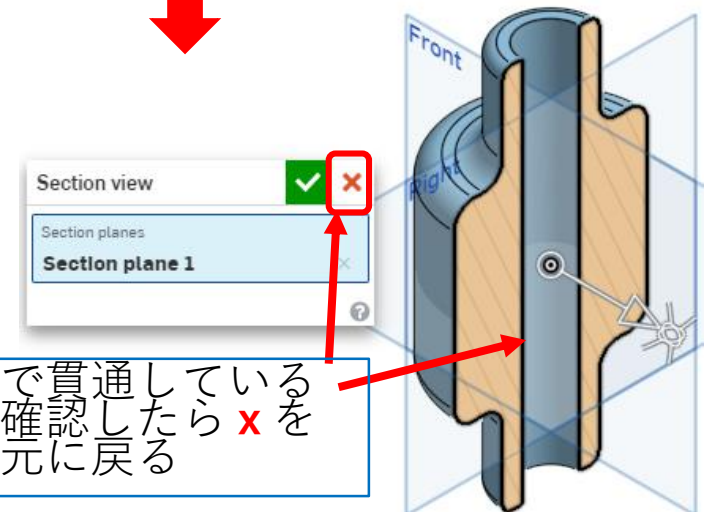 Front
Right
Section view
Section planes
Section plane 1
で貫通している
確認したら x を
元に戻る